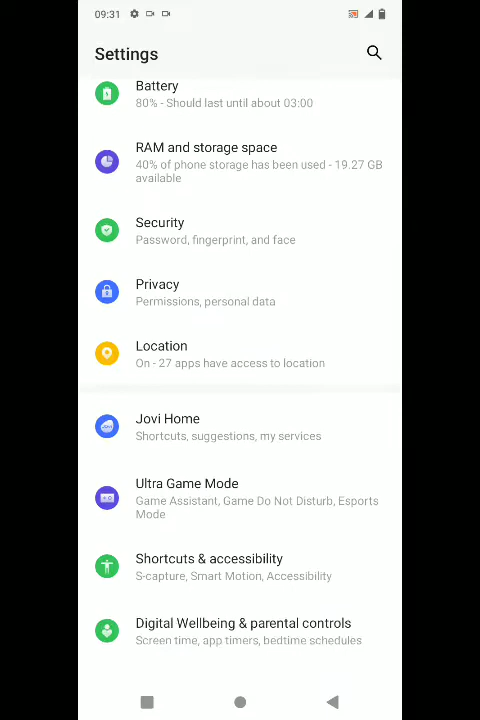 09:31
Settings
Battery
80% - Should last until about 03:00
RAM and storage space
40% of phone storage has been used - 19.27 GB
available
Security
Password, fingerprint, and face
Privacy
Permissions, personal data
Location
On - 27 apps have access to location
Jovi Home
Shortcuts, suggestions, my services
Ultra Game Mode
Game Assistant, Game Do Not Disturb, Esports
Mode
Shortcuts & accessibility
S-capture, Smart Motion, Accessibility
Digital Wellbeing & parental controls
Screen time, app timers, bedtime schedules